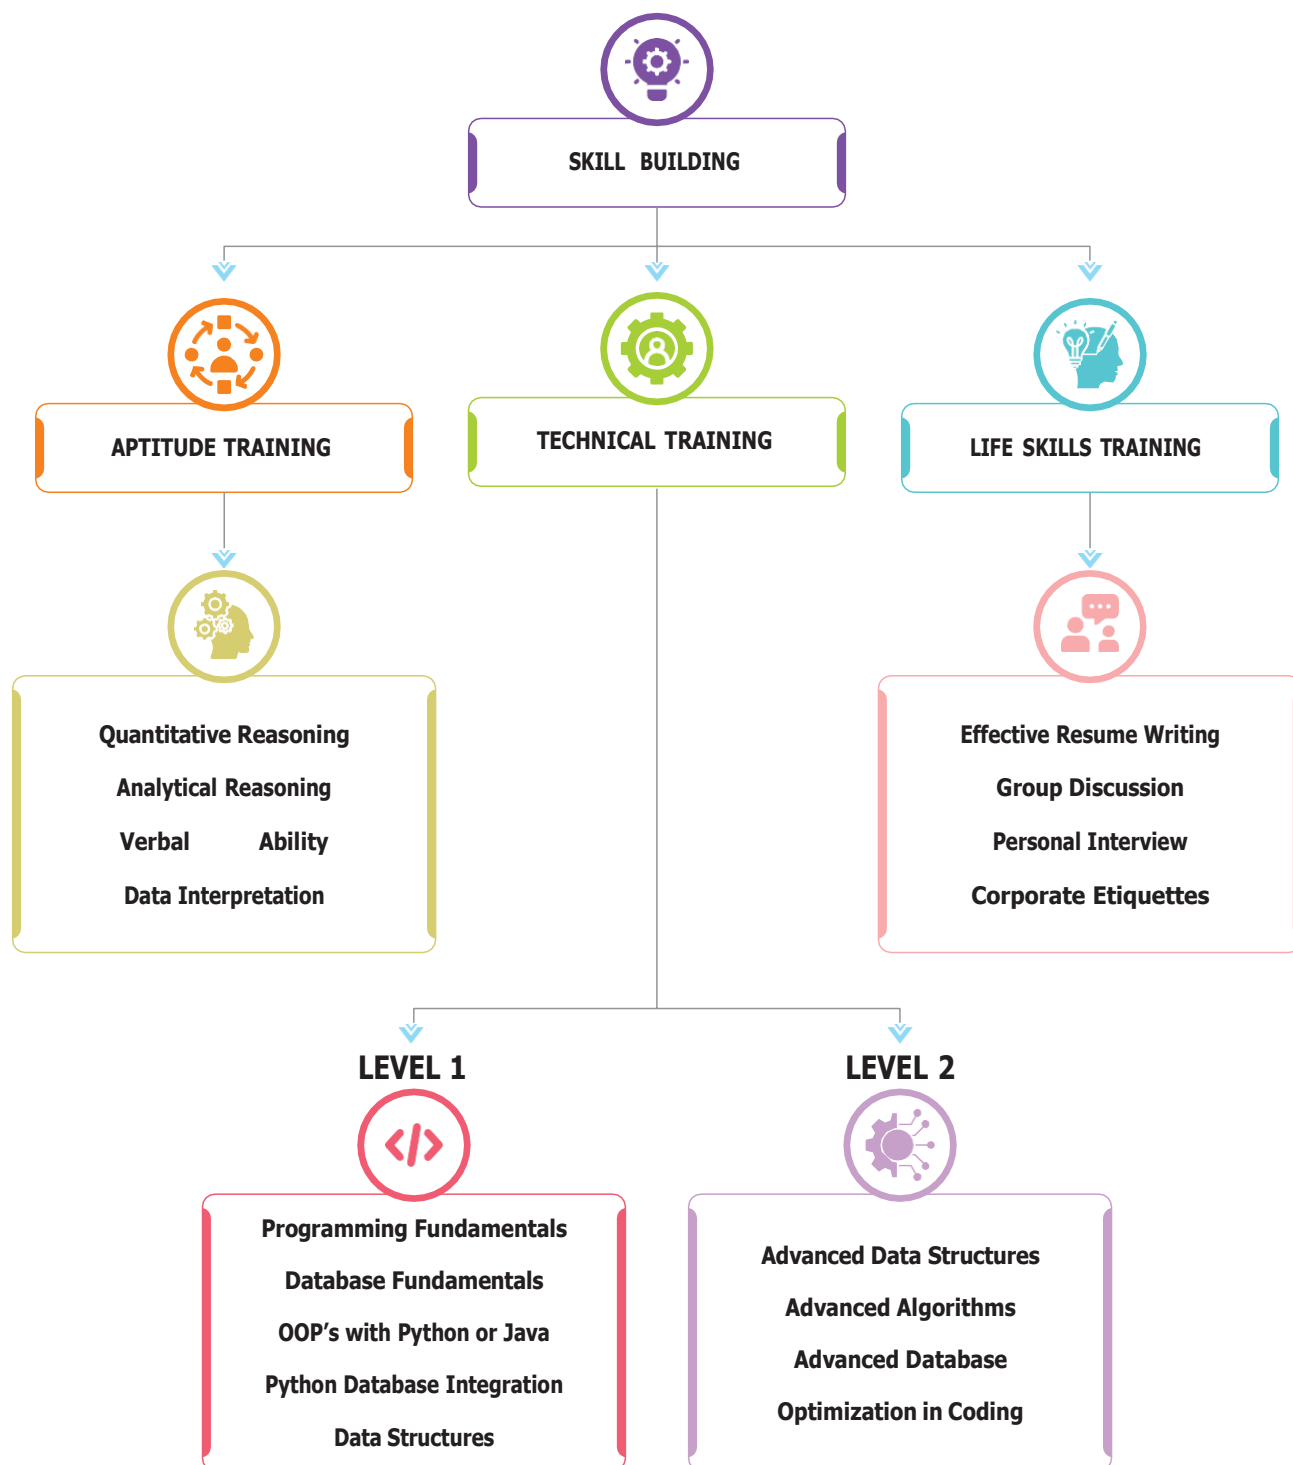 SKILL BUILDING
APTITUDE TRAINING
TECHNICAL TRAINING
LIFE SKILLS TRAINING
Quantitative Reasoning
Analytical Reasoning
Verbal Ability
Data Interpretation
Effective Resume Writing
Group Discussion
Personal Interview
Corporate Etiquettes
LEVEL 1
Programming Fundamentals
Database Fundamentals
OOP’s with Python or Java
Python Database Integration
Data Structures
LEVEL 2
Advanced Data Structures
Advanced Algorithms
Advanced Database
Optimization in Coding